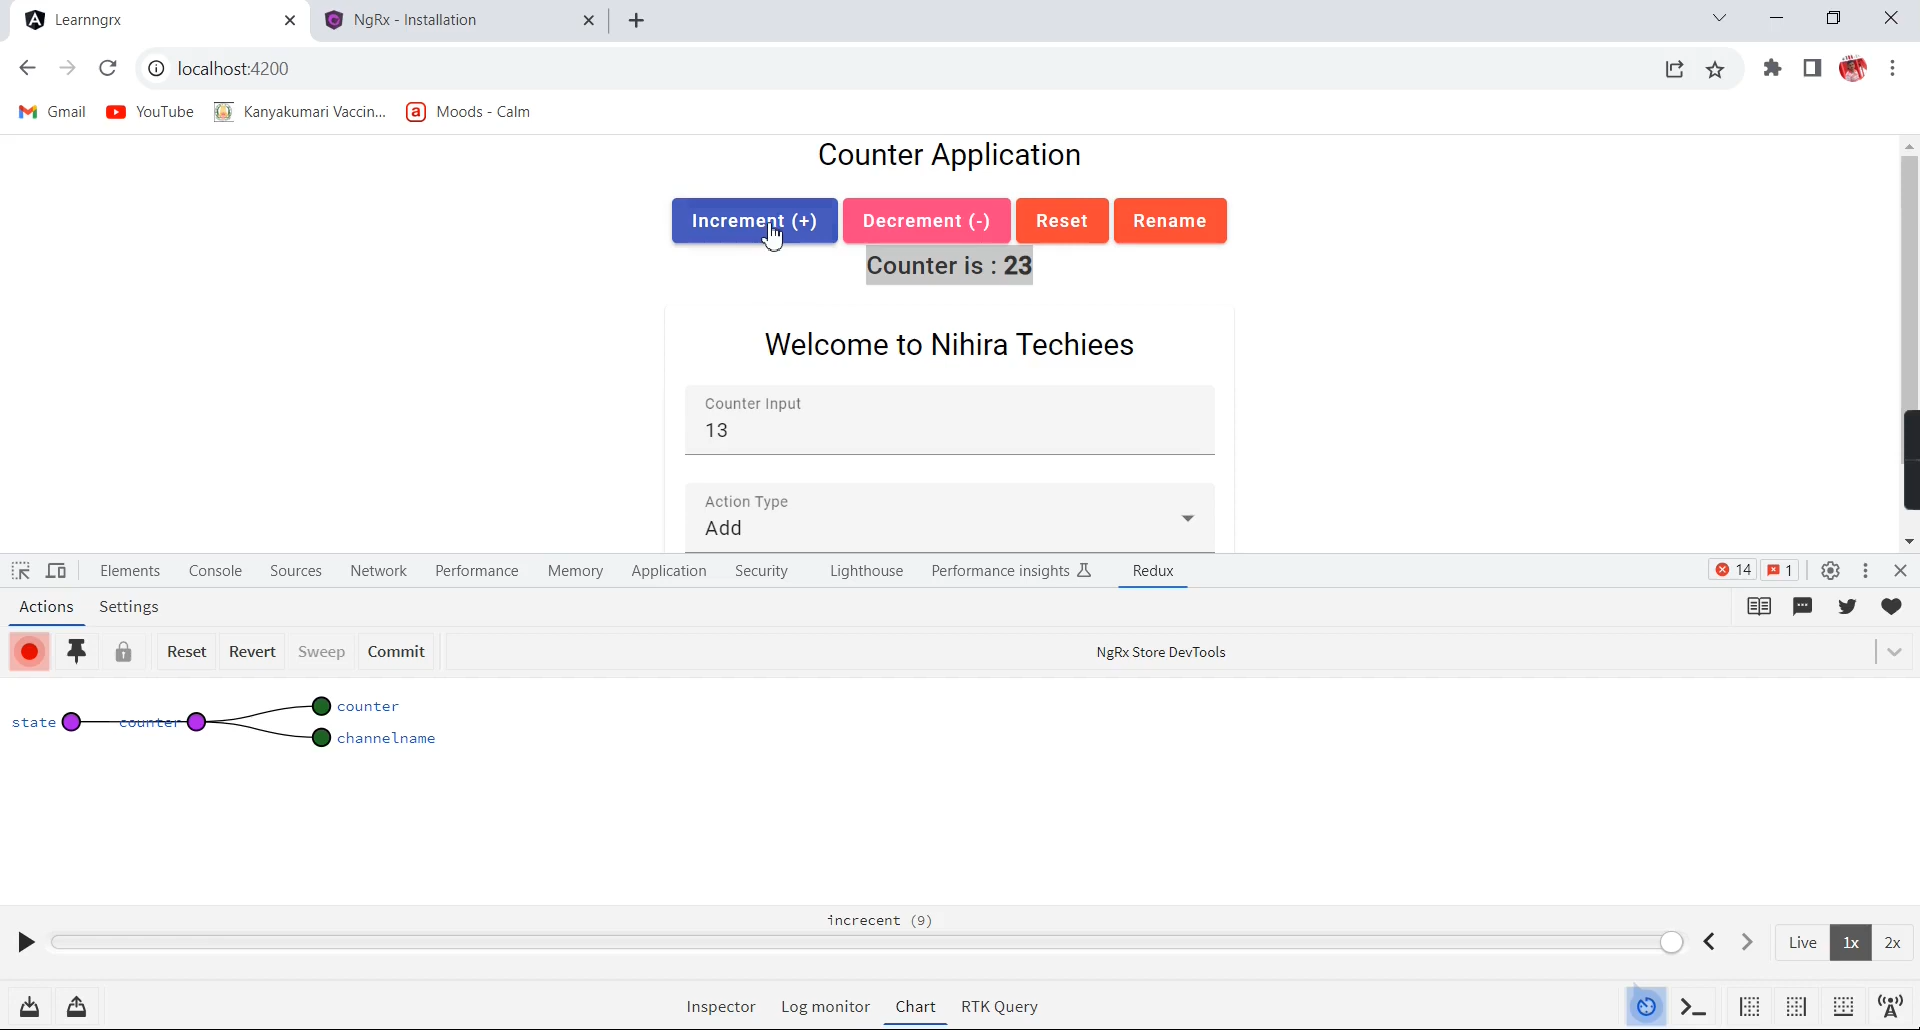 Learnngrx
NgRx - Installation
localhost:4200
Gmail
YouTube
Kanyakumari Vaccin...
Moods - Calm
Counter Application
Increment (+)
Decrement (-)
Reset
Rename
Counter is : 23
Welcome to Nihira Techiees
Counter Input
13
Action Type
Add
Elements Console Sources Network Performance Memory Application Security Lighthouse Performance insights Redux
14
1
Actions Settings
Reset Revert Sweep Commit
NgRx Store DevTools
state
counter
counter
channelname
increcent (9)
Live 1x 2x
Inspector Log monitor Chart RTK Query